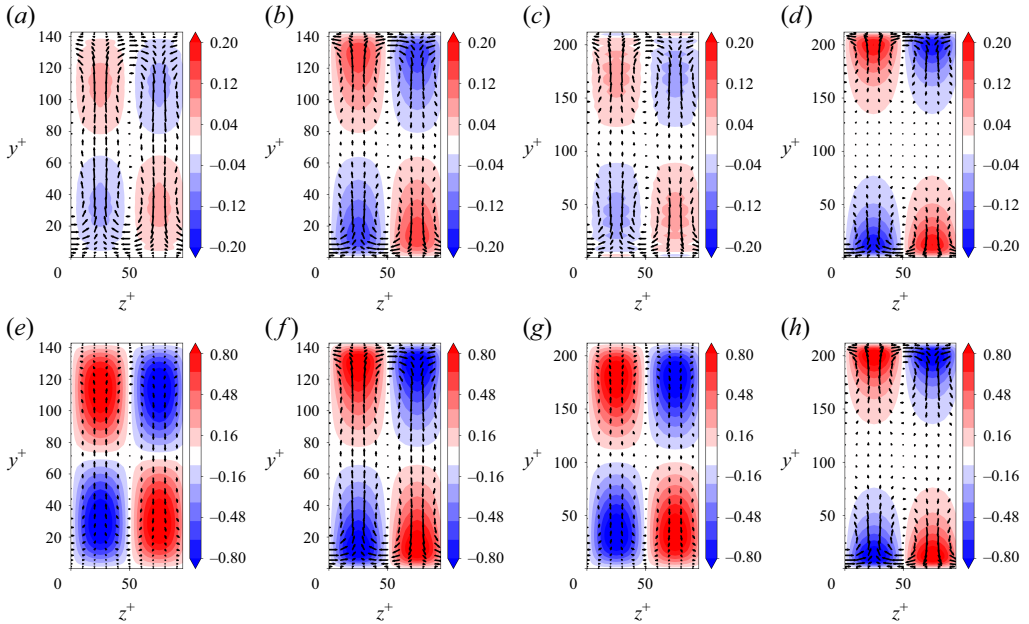 (a) (b) (c) (d)
140 140 200 0.20 200 0.20
120 0.12 120 0.12 0.12 0.12
100 100 150 150
y+ 80 0.04 y+ 80 0.04 y+ 0.04 y+ 0.04
60 –0.04 60 –0.04 100 –0.04 100 –0.04
40 –0.12 40 –0.12 50 –0.12 50 –0.12
20 –0.20 20 –0.20 –0.20 –0.20
0 50 0 50 0 50 0 50
z+ z+ z+ z+
(e) (f) (g) (h)
140 0.80 140 0.80 200 0.80 200 0.80
120 0.48 120 0.48 0.48 0.48
100 100 150 150
y+ 80 0.16 y+ 80 0.16 y+ 0.16 y+ 0.16
60 –0.16 60 –0.16 100 –0.16 100 –0.16
40 –0.48 40 –0.48 50 –0.48 50 –0.48
20 –0.80 20 –0.80 –0.80 –0.80
0 50 0 50 0 50 0 50
z+ z+ z+ z+